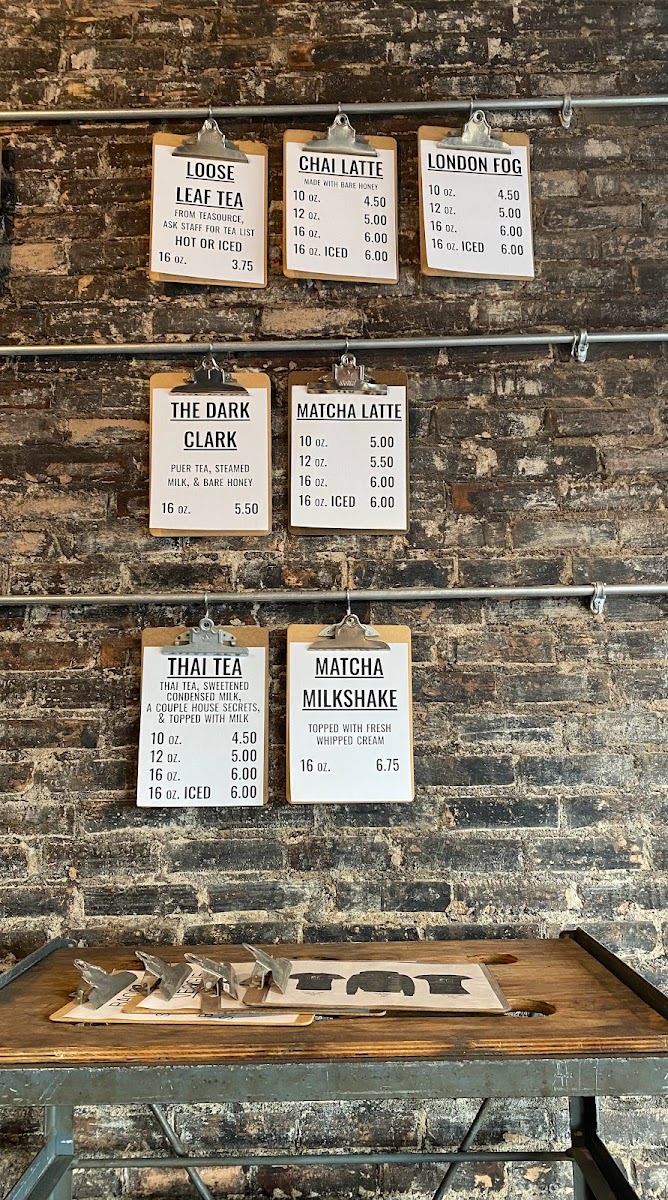 LOOSE
LEAF TEA
FROM TEASOURCE,
ASK STAFF FOR TEA LIST
HOT OR ICED
16 OZ. 3.75
CHAI LATTE
MADE WITH BARE HONEY
10 OZ. 4.50
12 OZ. 5.00
16 OZ. 6.00
16 OZ. ICED 6.00
LONDON FOG
10 OZ. 4.50
12 OZ. 5.00
16 OZ. 6.00
16 OZ. ICED 6.00
THE DARK
CLARK
PUER TEA, STEAMED
MILK, & BARE HONEY
16 OZ. 5.50
MATCHA LATTE
10 OZ. 5.00
12 OZ. 5.50
16 OZ. 6.00
16 OZ. ICED 6.00
THAI TEA
THAI TEA, SWEETENED
CONDENSED MILK,
A COUPLE HOUSE SECRETS,
& TOPPED WITH MILK
10 OZ. 4.50
12 OZ. 5.00
16 OZ. 6.00
16 OZ. ICED 6.00
MATCHA
MILKSHAKE
TOPPED WITH FRESH
WHIPPED CREAM
16 OZ. 6.75